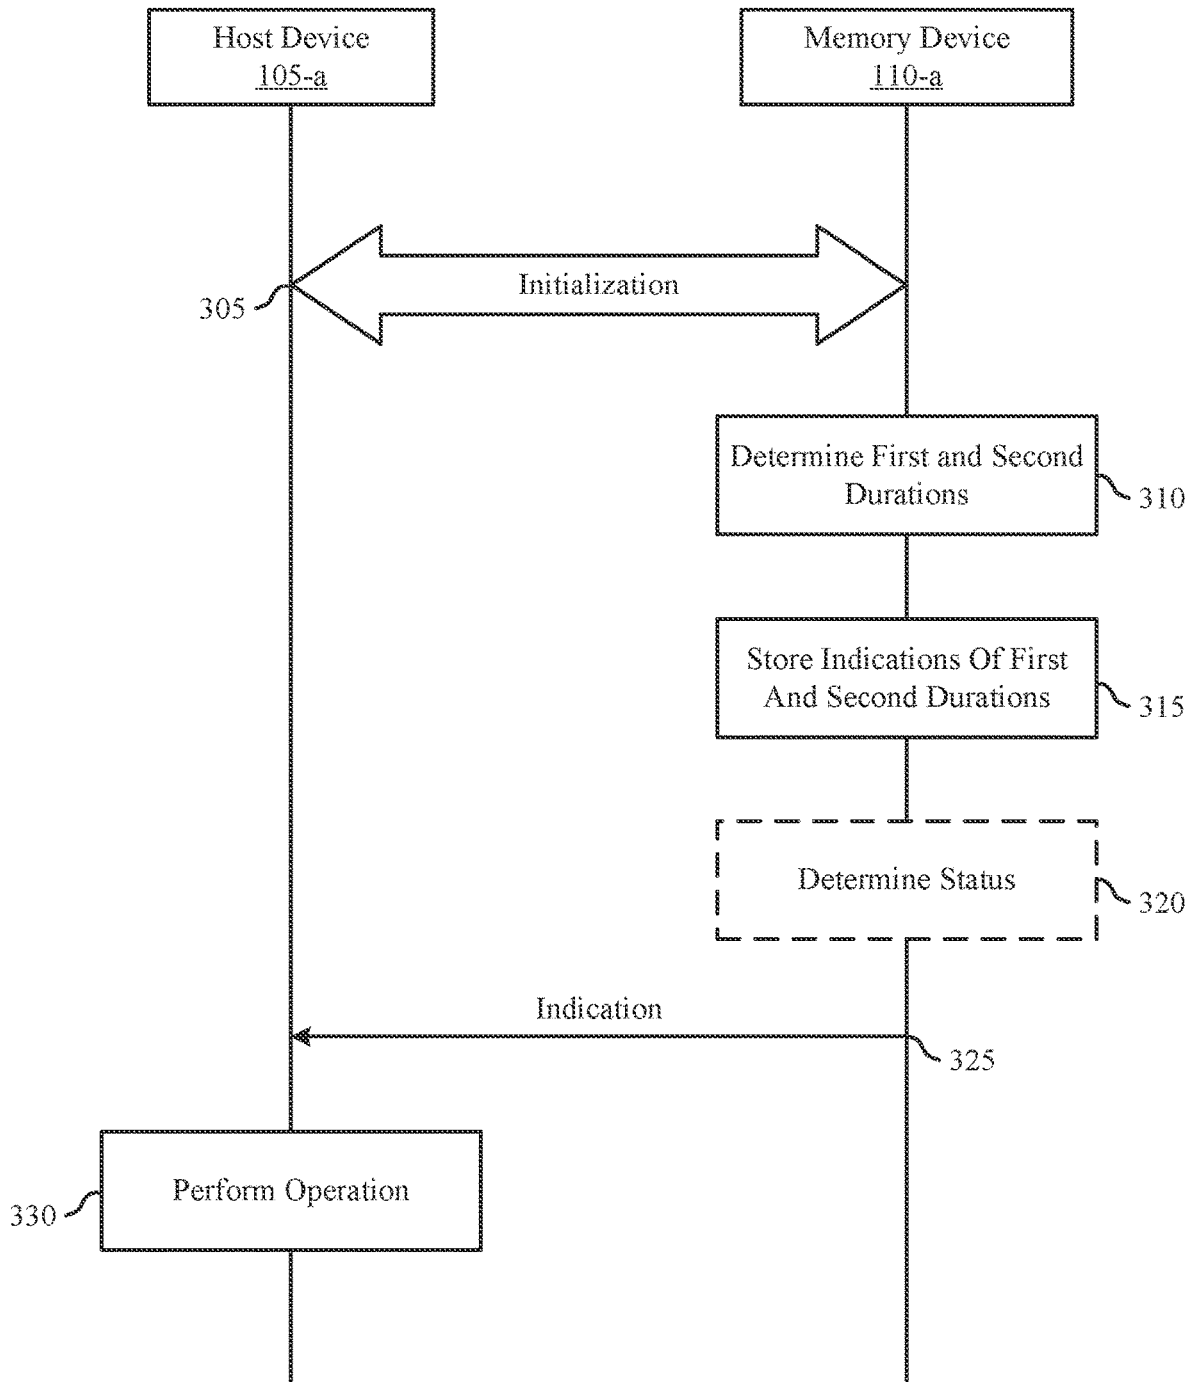 Host Device
105-a
Memory Device
110-a
Initialization
305
Determine First and Second
Durations
310
Store Indications Of First
And Second Durations
315
Determine Status
320
Indication
325
Perform Operation
330